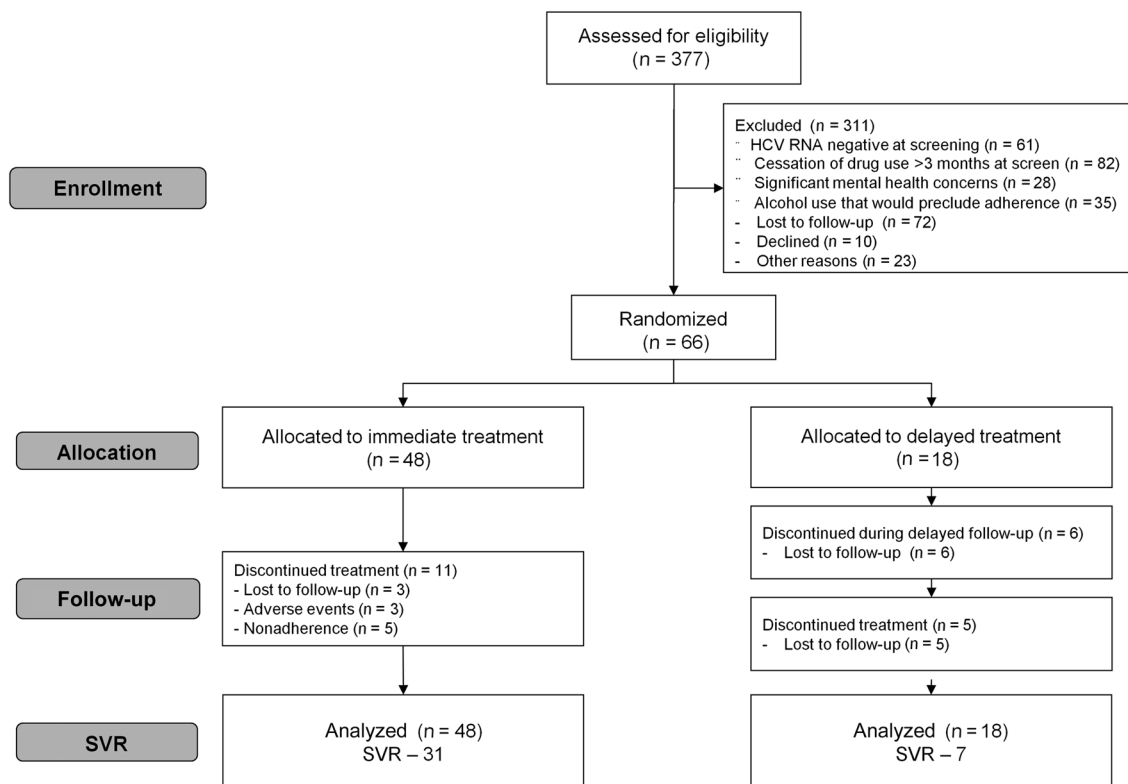 Assessed for eligibility
(n = 377)
Excluded (n = 311)
¨ HCV RNA negative at screening (n = 61)
¨ Cessation of drug use >3 months at screen (n = 82)
¨ Significant mental health concerns (n = 28)
¨ Alcohol use that would preclude adherence (n = 35)
- Lost to follow-up (n = 72)
- Declined (n = 10)
- Other reasons (n = 23)
Enrollment
Randomized
(n = 66)
Allocation
Allocated to immediate treatment
(n = 48)
Allocated to delayed treatment
(n = 18)
Follow-up
Discontinued treatment (n = 11)
- Lost to follow-up (n = 3)
- Adverse events (n = 3)
- Nonadherence (n = 5)
Discontinued during delayed follow-up (n = 6)
- Lost to follow-up (n = 6)
Discontinued treatment (n = 5)
- Lost to follow-up (n = 5)
SVR
Analyzed (n = 48)
SVR – 31
Analyzed (n = 18)
SVR – 7